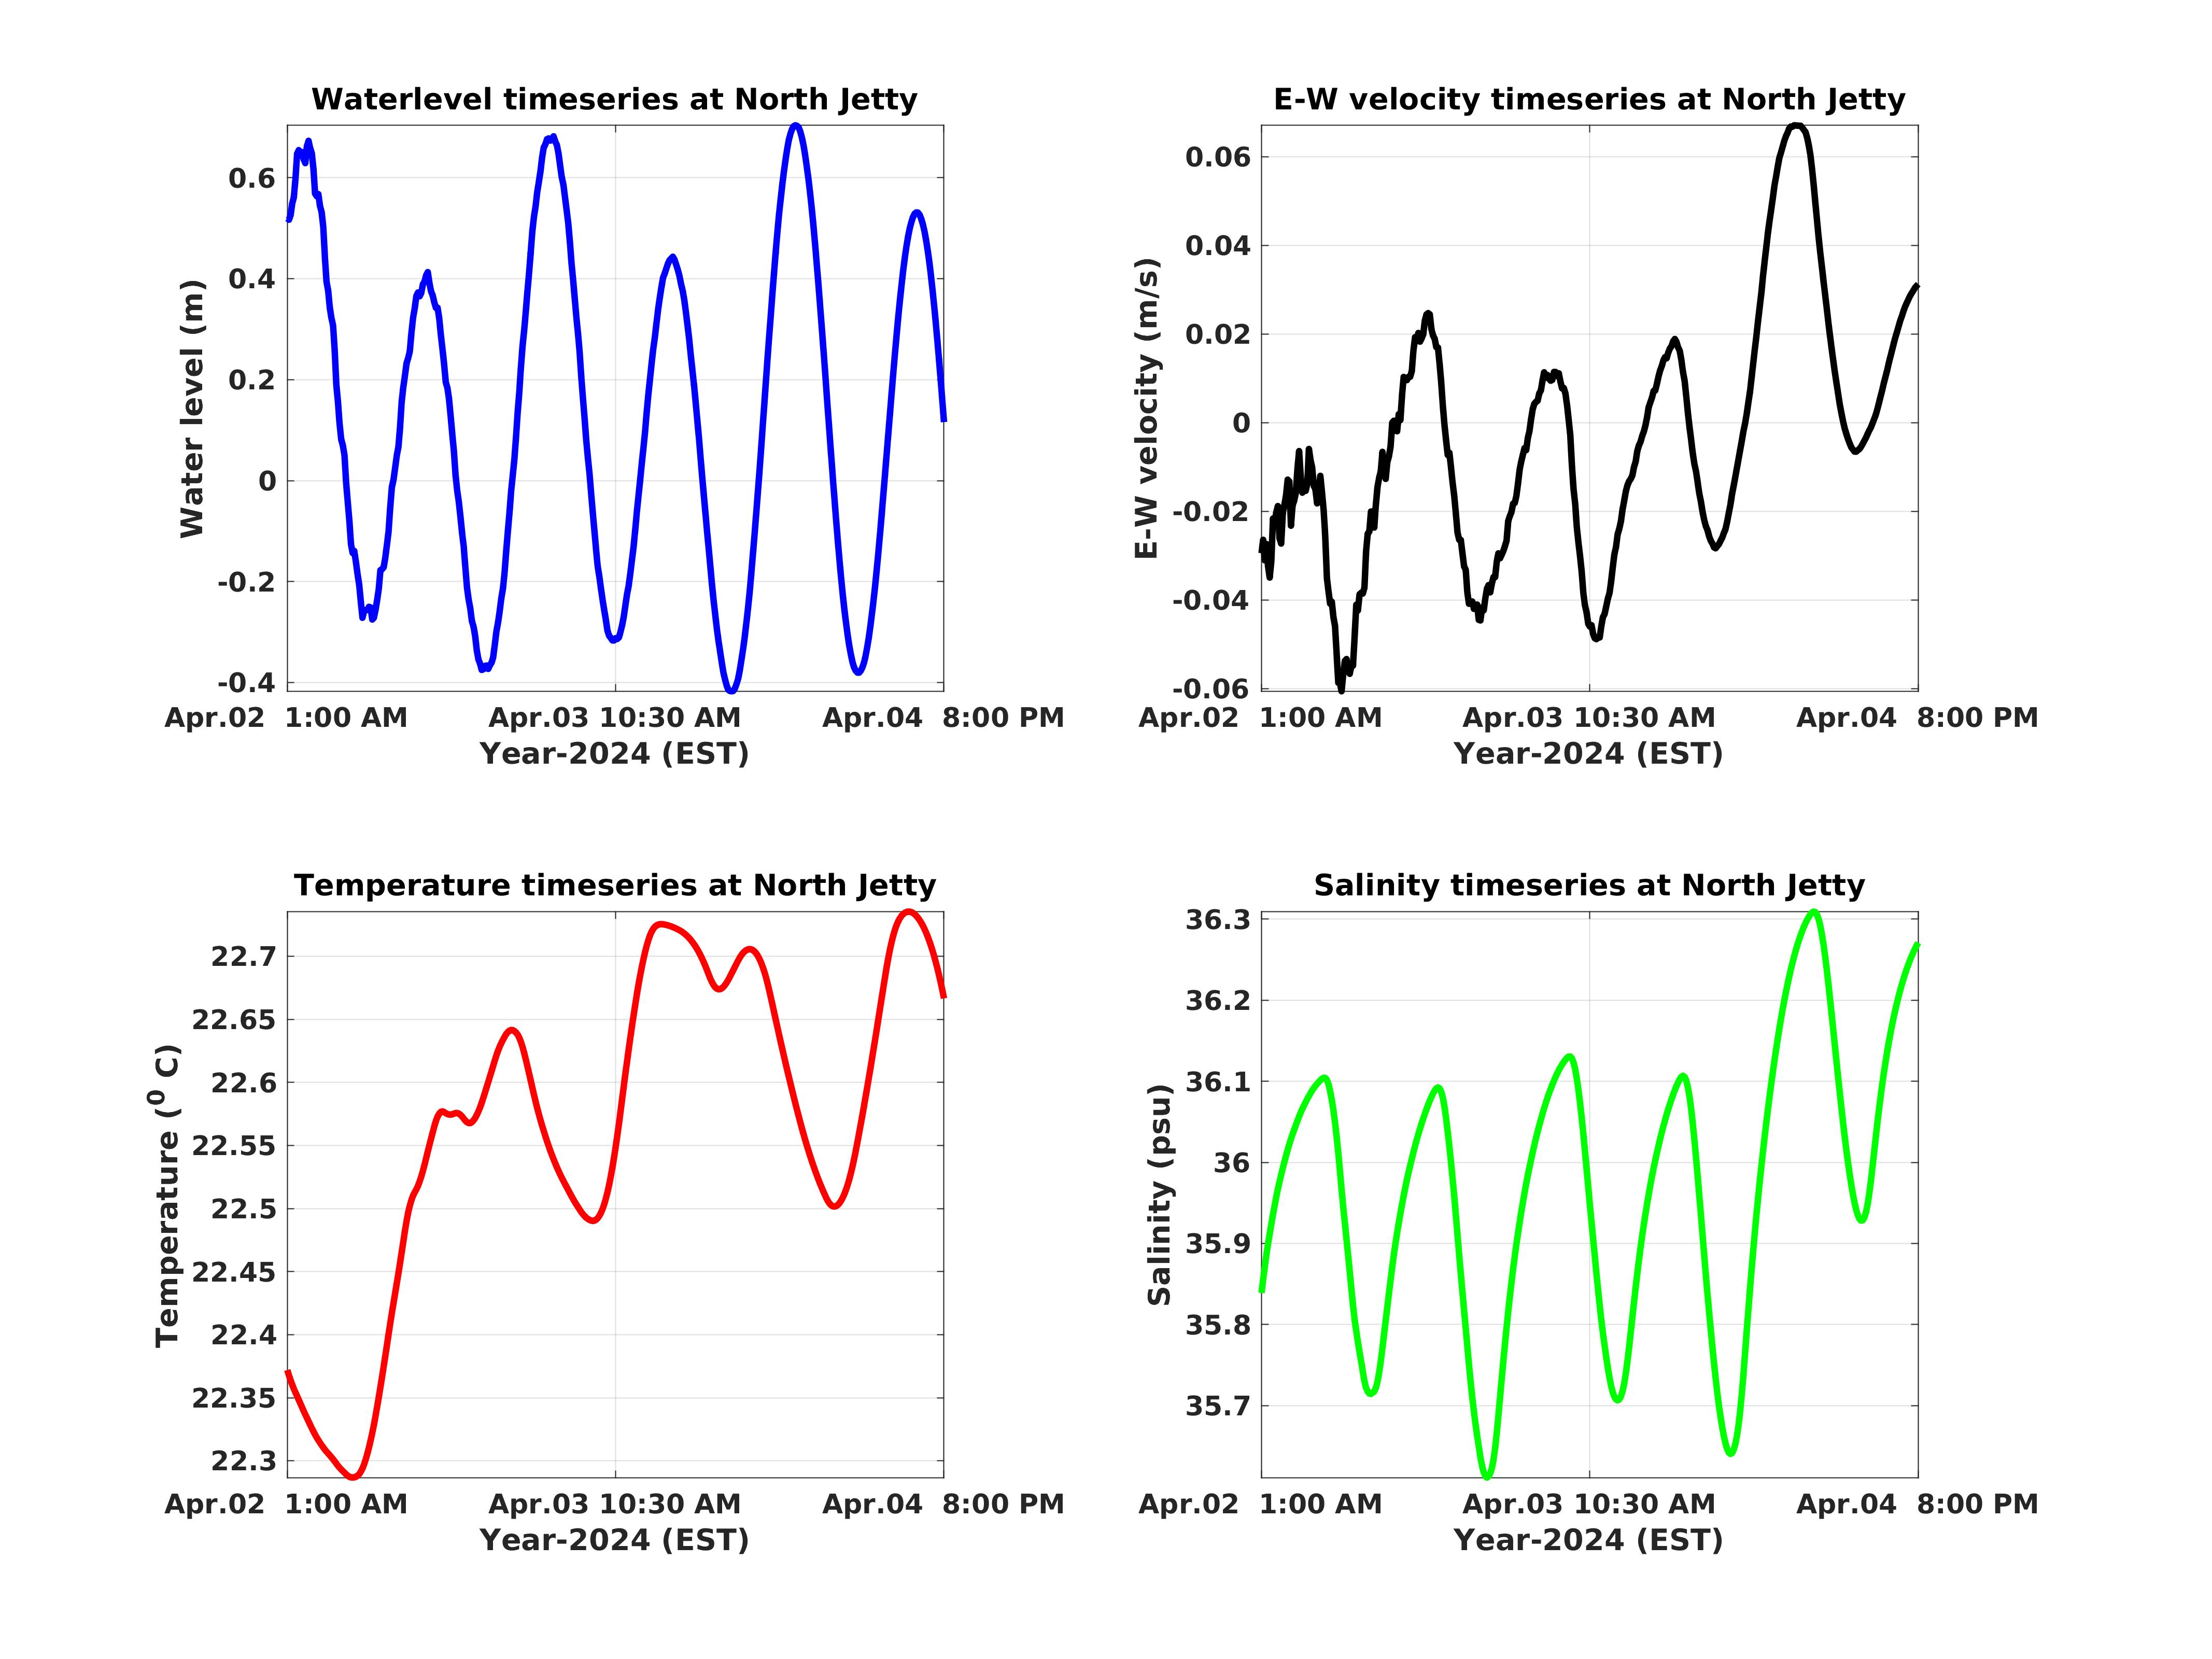 Waterlevel timeseries at North Jetty
Water level (m)
0.6
0.4
0.2
0
-0.2
-0.4
Apr.02 1:00 AM Apr.03 10:30 AM Apr.04 8:00 PM
Year-2024 (EST)
E-W velocity timeseries at North Jetty
E-W velocity (m/s)
0.06
0.04
0.02
0
-0.02
-0.04
-0.06
Apr.02 1:00 AM Apr.03 10:30 AM Apr.04 8:00 PM
Year-2024 (EST)
Temperature timeseries at North Jetty
Temperature (⁰ C)
22.7
22.65
22.6
22.55
22.5
22.45
22.4
22.35
22.3
Apr.02 1:00 AM Apr.03 10:30 AM Apr.04 8:00 PM
Year-2024 (EST)
Salinity timeseries at North Jetty
Salinity (psu)
36.3
36.2
36.1
36
35.9
35.8
35.7
Apr.02 1:00 AM Apr.03 10:30 AM Apr.04 8:00 PM
Year-2024 (EST)